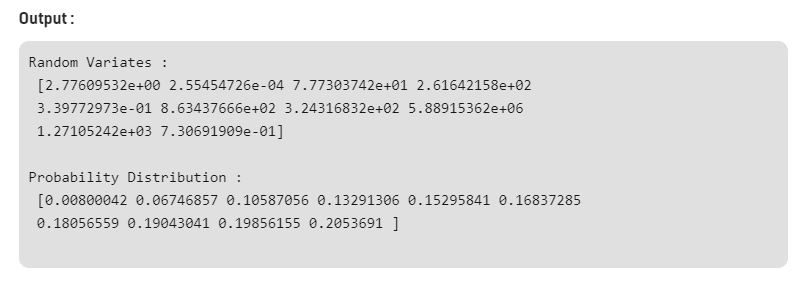 Output :
Random Variates :
[2.77609532e+00 2.55454726e-04 7.77303742e+01 2.61642158e+02
3.39772973e-01 8.63437666e+02 3.24316832e+02 5.88915362e+06
1.27105242e+03 7.30691909e-01]
Probability Distribution :
[0.00800042 0.06746857 0.10587056 0.13291306 0.15295841 0.16837285
0.18056559 0.19043041 0.19856155 0.2053691 ]